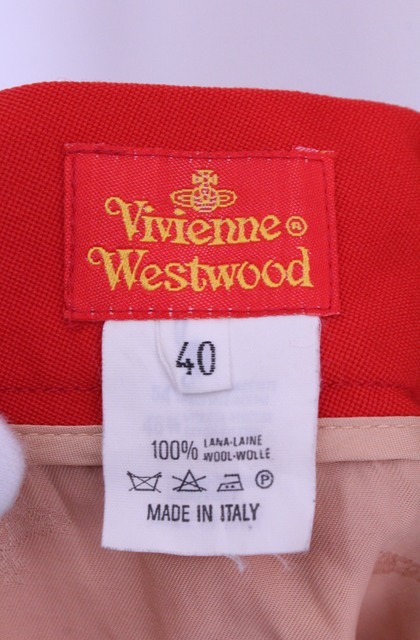 Vivienne®
Westwood
40
100% LANA-LAINE
WOOL-WOLLE
P
MADE IN ITALY